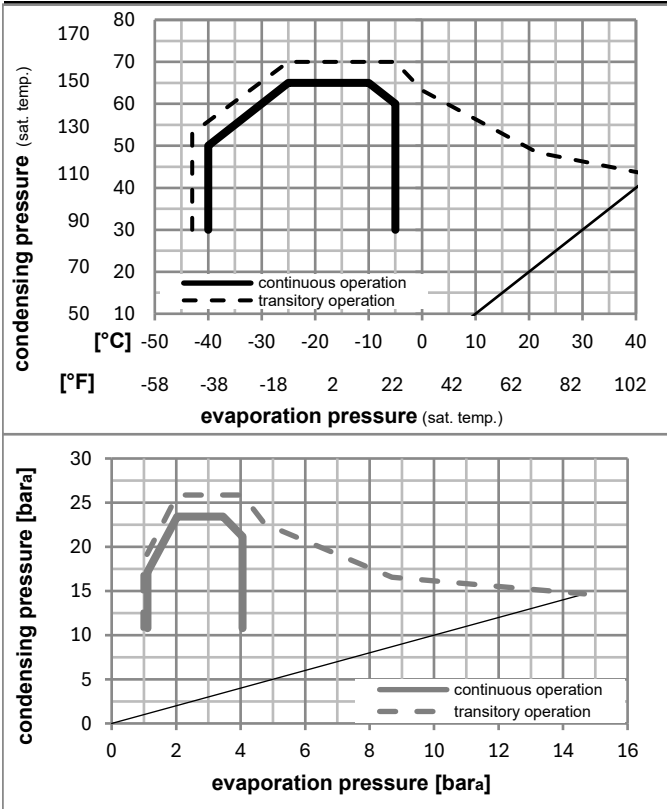 condensing pressure (sat. temp.)
170 80
150 70
60
130 50
110 40
90 30
70 20
50 10
continuous operation
transitory operation
[°C] -50 -40 -30 -20 -10 0 10 20 30 40
[°F] -58 -38 -18 2 22 42 62 82 102
evaporation pressure (sat. temp.)
condensing pressure [bara]
30
25
20
15
10
5
0
continuous operation
transitory operation
0 2 4 6 8 10 12 14 16
evaporation pressure [bara]